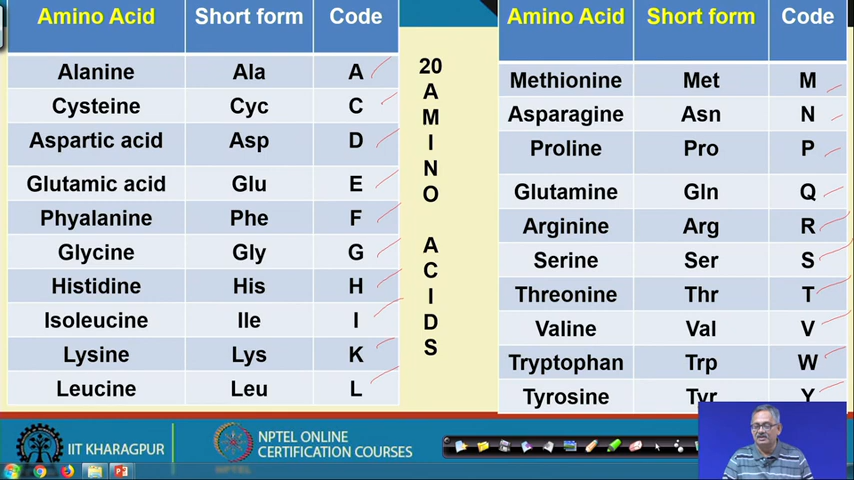 Amino Acid Short form Code
Alanine Ala A
Cysteine Cyc C
Aspartic acid Asp D
Glutamic acid Glu E
Phyalanine Phe F
Glycine Gly G
Histidine His H
Isoleucine Ile I
Lysine Lys K
Leucine Leu L
20
A
M
I
N
O
A
C
I
D
S
Amino Acid Short form Code
Methionine Met M
Asparagine Asn N
Proline Pro P
Glutamine Gln Q
Arginine Arg R
Serine Ser S
Threonine Thr T
Valine Val V
Tryptophan Trp W
Tyrosine Tyr Y
IIT KHARAGPUR
NPTEL ONLINE
CERTIFICATION COURSES
NPTEL